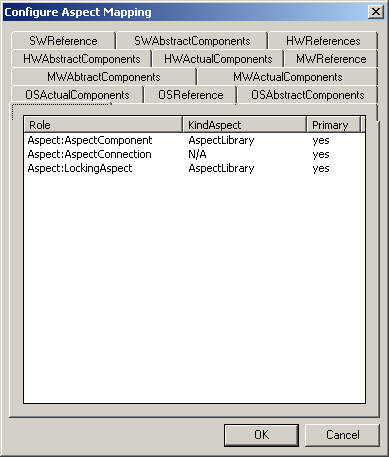 Configure Aspect Mapping
SWReference SWAbstractComponents HWReferences
HWAbstractComponents HWActualComponents MWReference
MWAbtractComponents MWActualComponents
OSActualComponents OSReference OSAbstractComponents
Role KindAspect Primary
Aspect:AspectComponent AspectLibrary yes
Aspect:AspectConnection N/A yes
Aspect:LockingAspect AspectLibrary yes
OK Cancel